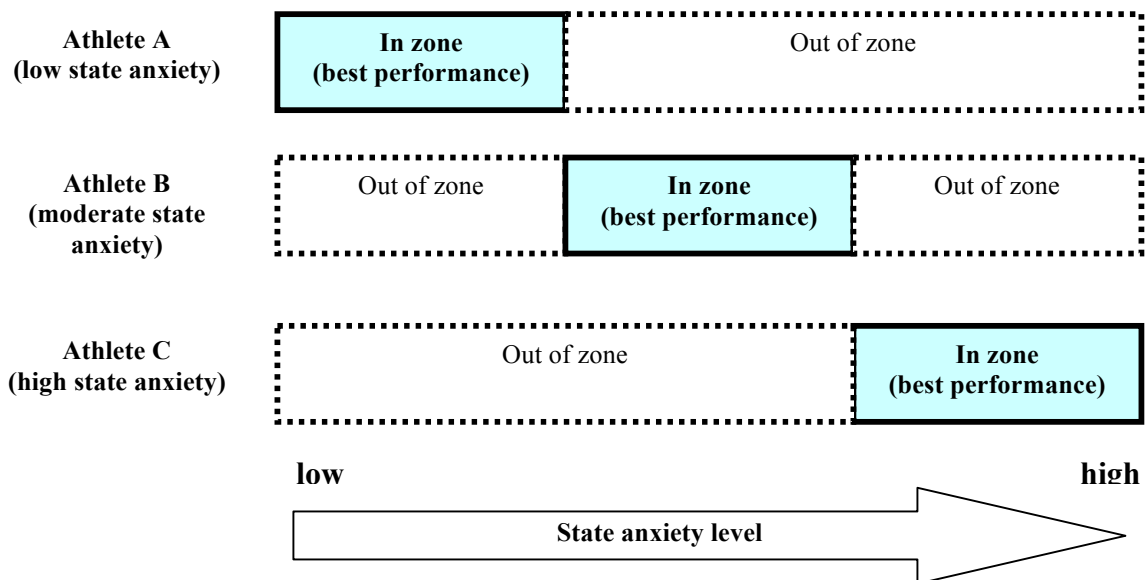 Athlete A
(low state anxiety)
In zone
(best performance)
Out of zone
Athlete B
(moderate state
anxiety)
Out of zone
In zone
(best performance)
Out of zone
Athlete C
(high state anxiety)
Out of zone
In zone
(best performance)
low
high
State anxiety level